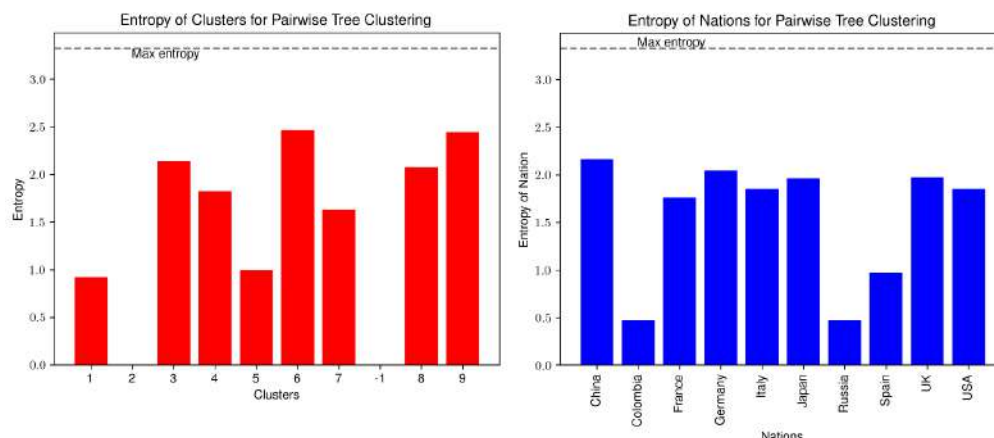 Entropy of Clusters for Pairwise Tree Clustering
Max entropy
3.0
2.5
2.0
1.5
1.0
0.5
0.0
Entropy
1 2 3 4 5 6 7 -1 8 9
Clusters
Entropy of Nations for Pairwise Tree Clustering
Max entropy
3.0
2.5
2.0
1.5
1.0
0.5
0.0
Entropy of Nation
China
Colombia
France
Germany
Italy
Japan
Russia
Spain
UK
USA
Nations